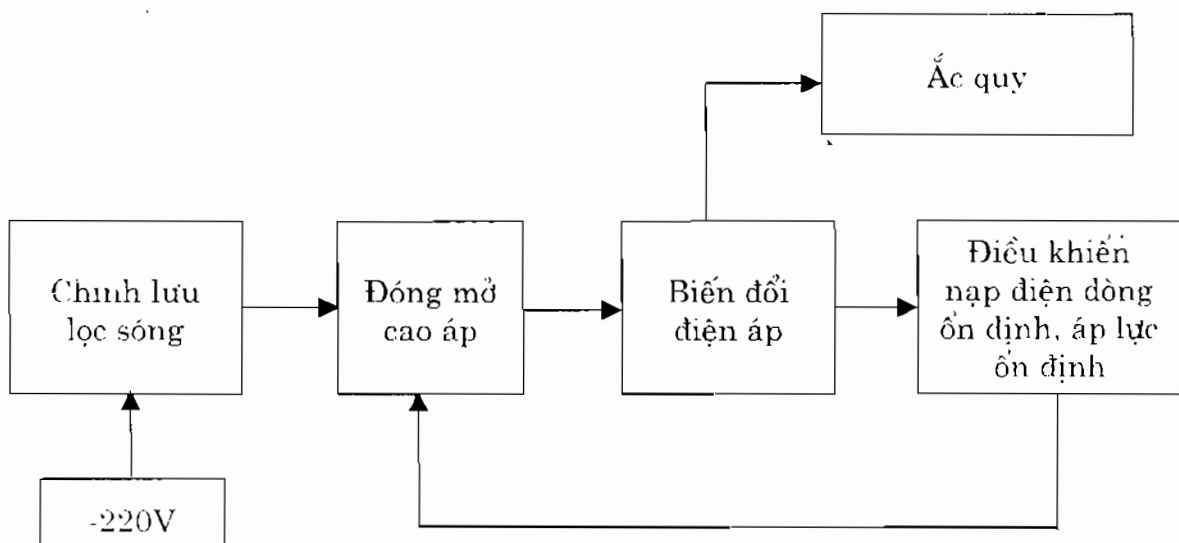 Ắc quy
Chỉnh lưu
lọc sóng
Đóng mở
cao áp
Biến đổi
điện áp
Điều khiển
nạp điện dòng
ổn định, áp lực
ổn định
-220V